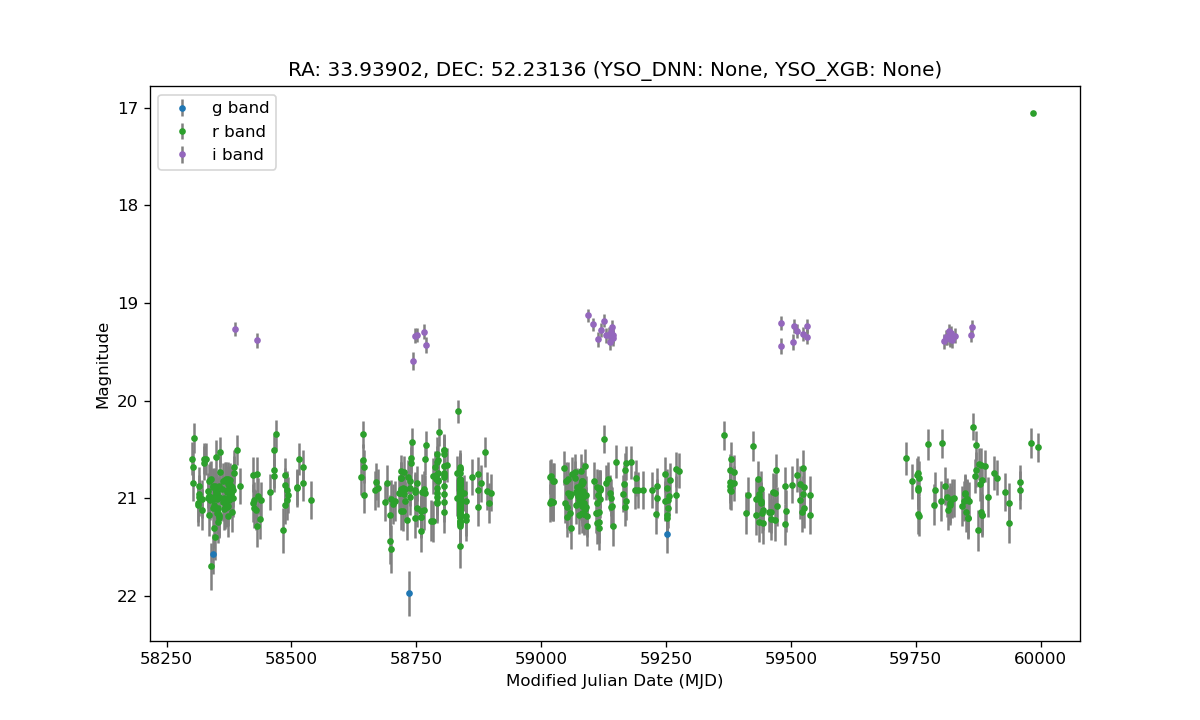 RA: 33.93902, DEC: 52.23136 (YSO_DNN: None, YSO_XGB: None)
g band
r band
i band
17
18
19
20
21
22
Magnitude
58250 58500 58750 59000 59250 59500 59750 60000
Modified Julian Date (MJD)